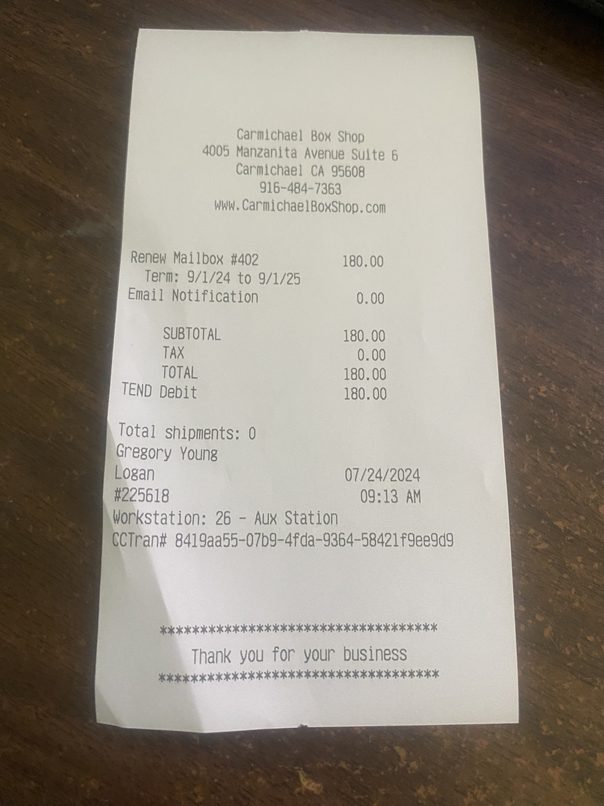 Carmichael Box Shop
4005 Manzanita Avenue Suite 6
Carmichael CA 95608
916-484-7363
www.CarmichaelBoxShop.com
Renew Mailbox #402 180.00
Term: 9/1/24 to 9/1/25
Email Notification 0.00
SUBTOTAL 180.00
TAX 0.00
TOTAL 180.00
TEND Debit 180.00
Total shipments: 0
Gregory Young
Logan 07/24/2024
#225618 09:13 AM
Workstation: 26 - Aux Station
CCTran# 8419aa55-07b9-4fda-9364-58421f9ee9d9
***********************************
Thank you for your business
***********************************